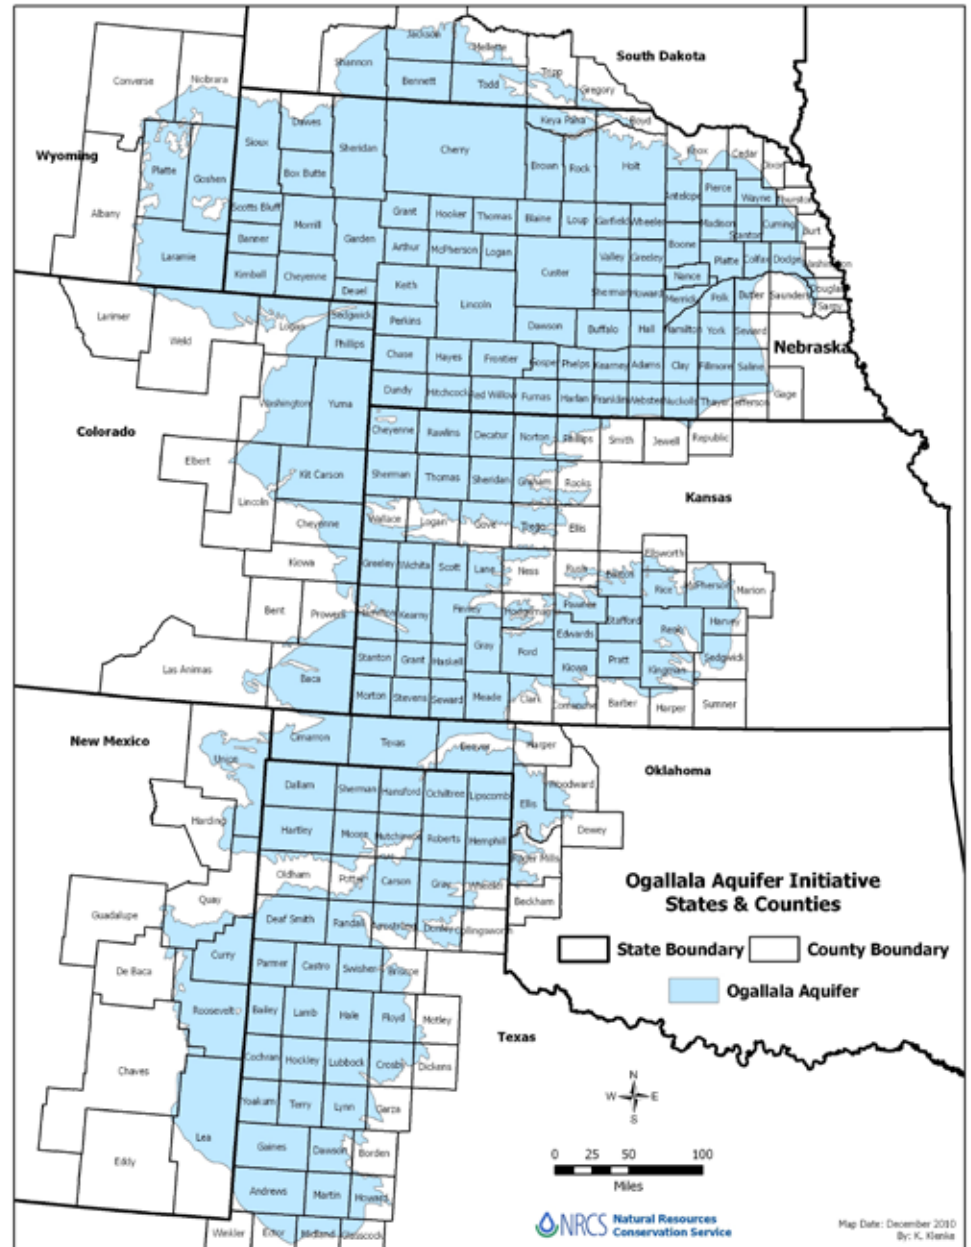 South Dakota
Jackson
Mellette
Shannon
Tripp
Bennett
Todd
Gregory
Converse
Niobrara
Keya Paha
Boyd
Dawes
Sioux
Sheridan
Cherry
Knox
Cedar
Dixon
Wyoming
Platte
Goshen
Box Butte
Brown
Rock
Holt
Antelope
Pierce
Wayne
Thurston
Albany
Scotts Bluff
Morrill
Garden
Grant
Hooker
Thomas
Blaine
Loup
Garfield
Wheeler
Madison
Stanton
Cuming
Burt
Banner
Arthur
McPherson
Logan
Custer
Valley
Greeley
Boone
Platte
Colfax
Dodge
Washington
Laramie
Kimball
Cheyenne
Deuel
Keith
Lincoln
Sherman
Howard
Nance
Merrick
Polk
Butler
Saunders
Douglas
Sarpy
Larimer
Weld
Logan
Sedgwick
Perkins
Dawson
Buffalo
Hall
Hamilton
York
Seward
Phillips
Chase
Hayes
Frontier
Gosper
Phelps
Kearney
Adams
Clay
Fillmore
Saline
Nebraska
Washington
Yuma
Dundy
Hitchcock
Red Willow
Furnas
Harlan
Franklin
Webster
Nuckolls
Thayer
Jefferson
Gage
Colorado
Cheyenne
Rawlins
Decatur
Norton
Phillips
Smith
Jewell
Republic
Elbert
Kit Carson
Sherman
Thomas
Sheridan
Graham
Rooks
Kansas
Lincoln
Cheyenne
Wallace
Logan
Gove
Trego
Ellis
Kiowa
Greeley
Wichita
Scott
Lane
Ness
Rush
Barton
Ellsworth
Rice
McPherson
Marion
Bent
Prowers
Hamilton
Kearny
Finney
Hodgeman
Pawnee
Stafford
Reno
Harvey
Las Animas
Baca
Stanton
Grant
Haskell
Gray
Ford
Edwards
Kiowa
Pratt
Kingman
Sedgwick
Morton
Stevens
Seward
Meade
Clark
Comanche
Barber
Harper
Sumner
New Mexico
Union
Cimarron
Texas
Beaver
Harper
Oklahoma
Dallam
Sherman
Hansford
Ochiltree
Lipscomb
Ellis
Woodward
Harding
Hartley
Moore
Hutchinson
Roberts
Hemphill
Dewey
Oldham
Potter
Carson
Gray
Wheeler
Roger Mills
Beckham
Guadalupe
Quay
Deaf Smith
Randall
Armstrong
Donley
Collingsworth
De Baca
Curry
Parmer
Castro
Swisher
Briscoe
Roosevelt
Bailey
Lamb
Hale
Floyd
Motley
Texas
Chaves
Cochran
Hockley
Lubbock
Crosby
Dickens
Yoakum
Terry
Lynn
Garza
Eddy
Lea
Gaines
Dawson
Borden
Andrews
Martin
Howard
Winkler
Ector
Midland
Glasscock
Ogallala Aquifer Initiative
States & Counties
State Boundary
County Boundary
Ogallala Aquifer
N
W E
S
0 25 50 100
Miles
NRCS Natural Resources
Conservation Service
Map Date: December 2010
By: K. Klenke